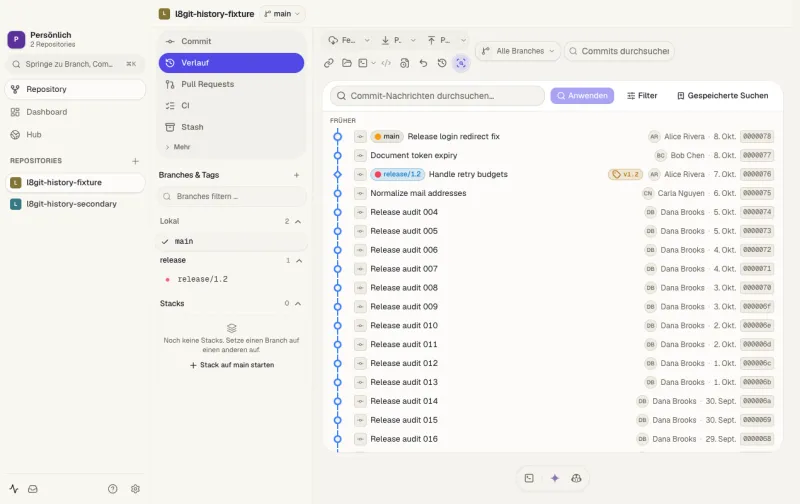 P
Persönlich
2 Repositories
Springe zu Branch, Com...
⌘K
Repository
Dashboard
Hub
REPOSITORIES
L
l8git-history-fixture
L
l8git-history-secondary
L
l8git-history-fixture
main
Commit
Verlauf
Pull Requests
CI
Stash
Mehr
Branches & Tags
Branches filtern ...
Lokal
2
main
release
1
release/1.2
Stacks
0
Noch keine Stacks. Setze einen Branch auf
einen anderen auf.
Stack auf main starten
Fe...
P.
P...
Alle Branches
Commits durchsuchen
Commit-Nachrichten durchsuchen...
Anwenden
Filter
Gespeicherte Suchen
FRÜHER
main Release login redirect fix AR Alice Rivera · 8. Okt. 0000078
Document token expiry BC Bob Chen · 8. Okt. 0000077
release/1.2 Handle retry budgets v1.2 AR Alice Rivera · 7. Okt. 0000076
Normalize mail addresses CN Carla Nguyen · 6. Okt. 0000075
Release audit 004 DB Dana Brooks · 5. Okt. 0000074
Release audit 005 DB Dana Brooks · 5. Okt. 0000073
Release audit 006 DB Dana Brooks · 4. Okt. 0000072
Release audit 007 DB Dana Brooks · 4. Okt. 0000071
Release audit 008 DB Dana Brooks · 3. Okt. 0000070
Release audit 009 DB Dana Brooks · 3. Okt. 000006f
Release audit 010 DB Dana Brooks · 2. Okt. 000006e
Release audit 011 DB Dana Brooks · 2. Okt. 000006d
Release audit 012 DB Dana Brooks · 1. Okt. 000006c
Release audit 013 DB Dana Brooks · 1. Okt. 000006b
Release audit 014 DB Dana Brooks · 30. Sept. 000006a
Release audit 015 DB Dana Brooks · 30. Sept. 0000069
Release audit 016 DB Dana Brooks · 29. Sept. 0000068